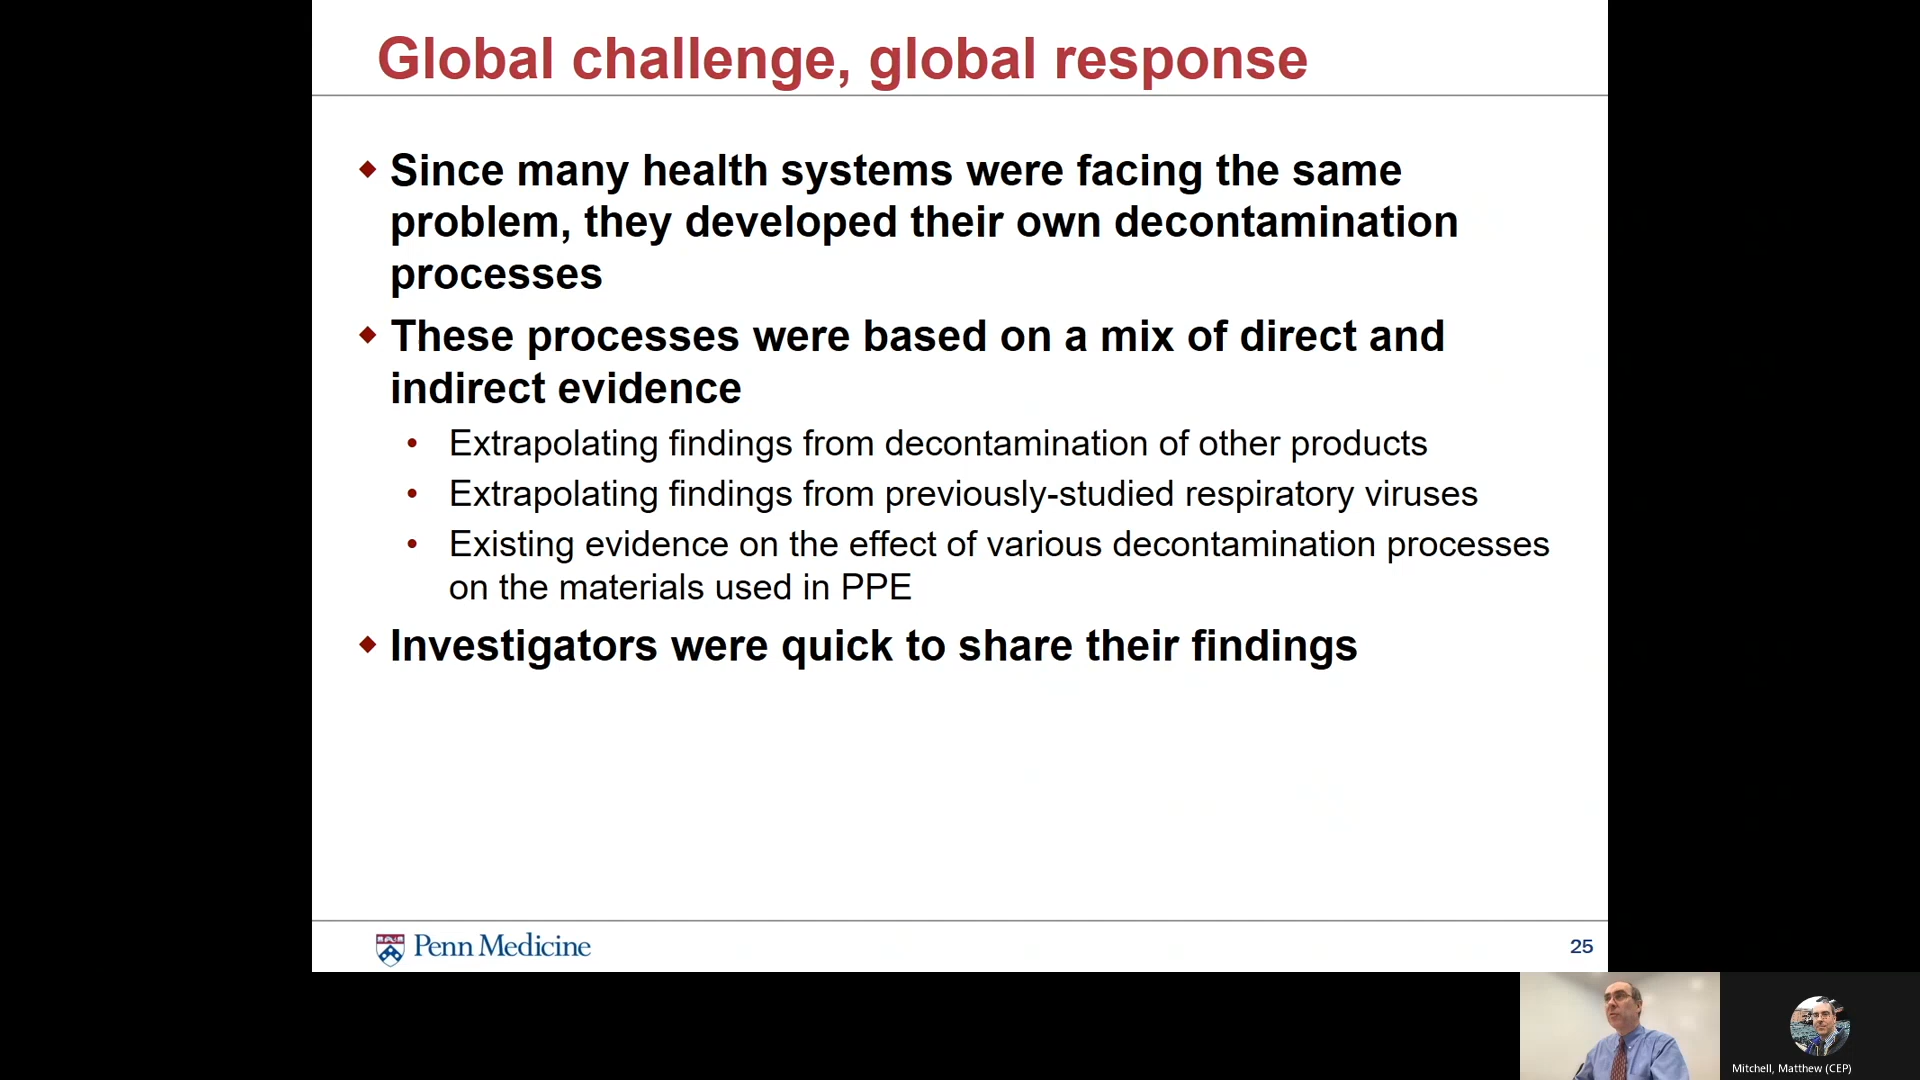 Global challenge, global response
◆ Since many health systems were facing the same
problem, they developed their own decontamination
processes
◆ These processes were based on a mix of direct and
indirect evidence
• Extrapolating findings from decontamination of other products
• Extrapolating findings from previously-studied respiratory viruses
• Existing evidence on the effect of various decontamination processes
on the materials used in PPE
◆ Investigators were quick to share their findings
Penn Medicine
25
Mitchell, Matthew (CEP)